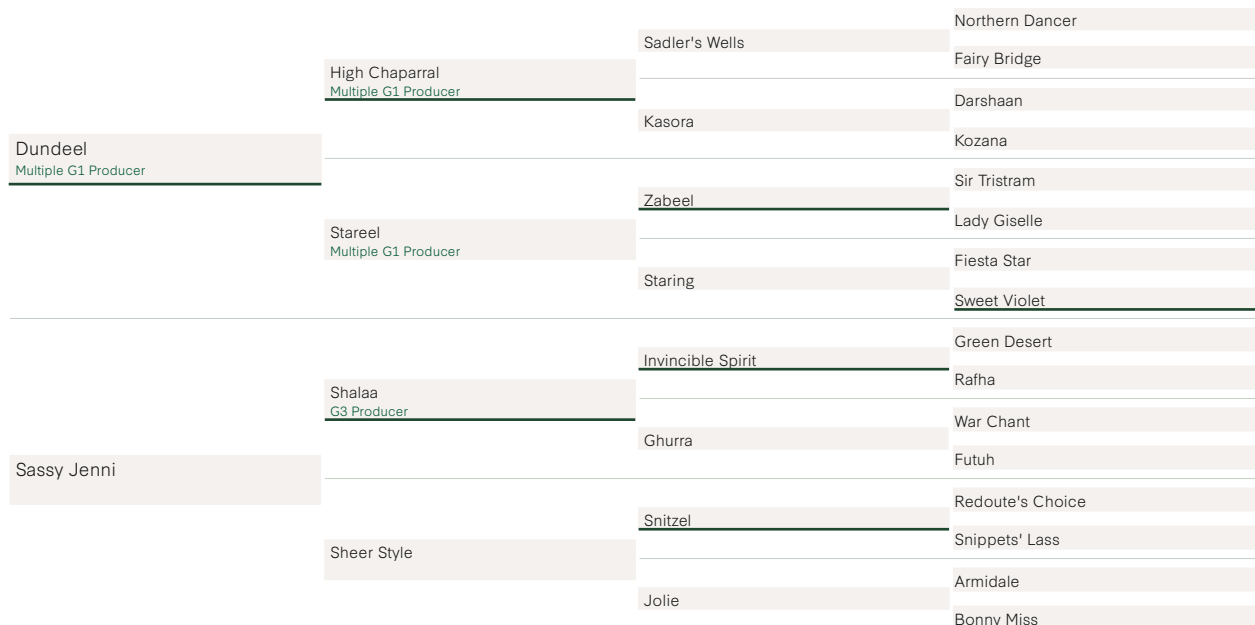 Dundeel
Multiple G1 Producer
Sassy Jenni
High Chaparral
Multiple G1 Producer
Stareel
Multiple G1 Producer
Shalaa
G3 Producer
Sheer Style
Sadler's Wells
Kasora
Zabeel
Staring
Invincible Spirit
Ghurra
Snitzel
Jolie
Northern Dancer
Fairy Bridge
Darshaan
Kozana
Sir Tristram
Lady Giselle
Fiesta Star
Sweet Violet
Green Desert
Rafha
War Chant
Futuh
Redoute's Choice
Snippets' Lass
Armidale
Bonny Miss